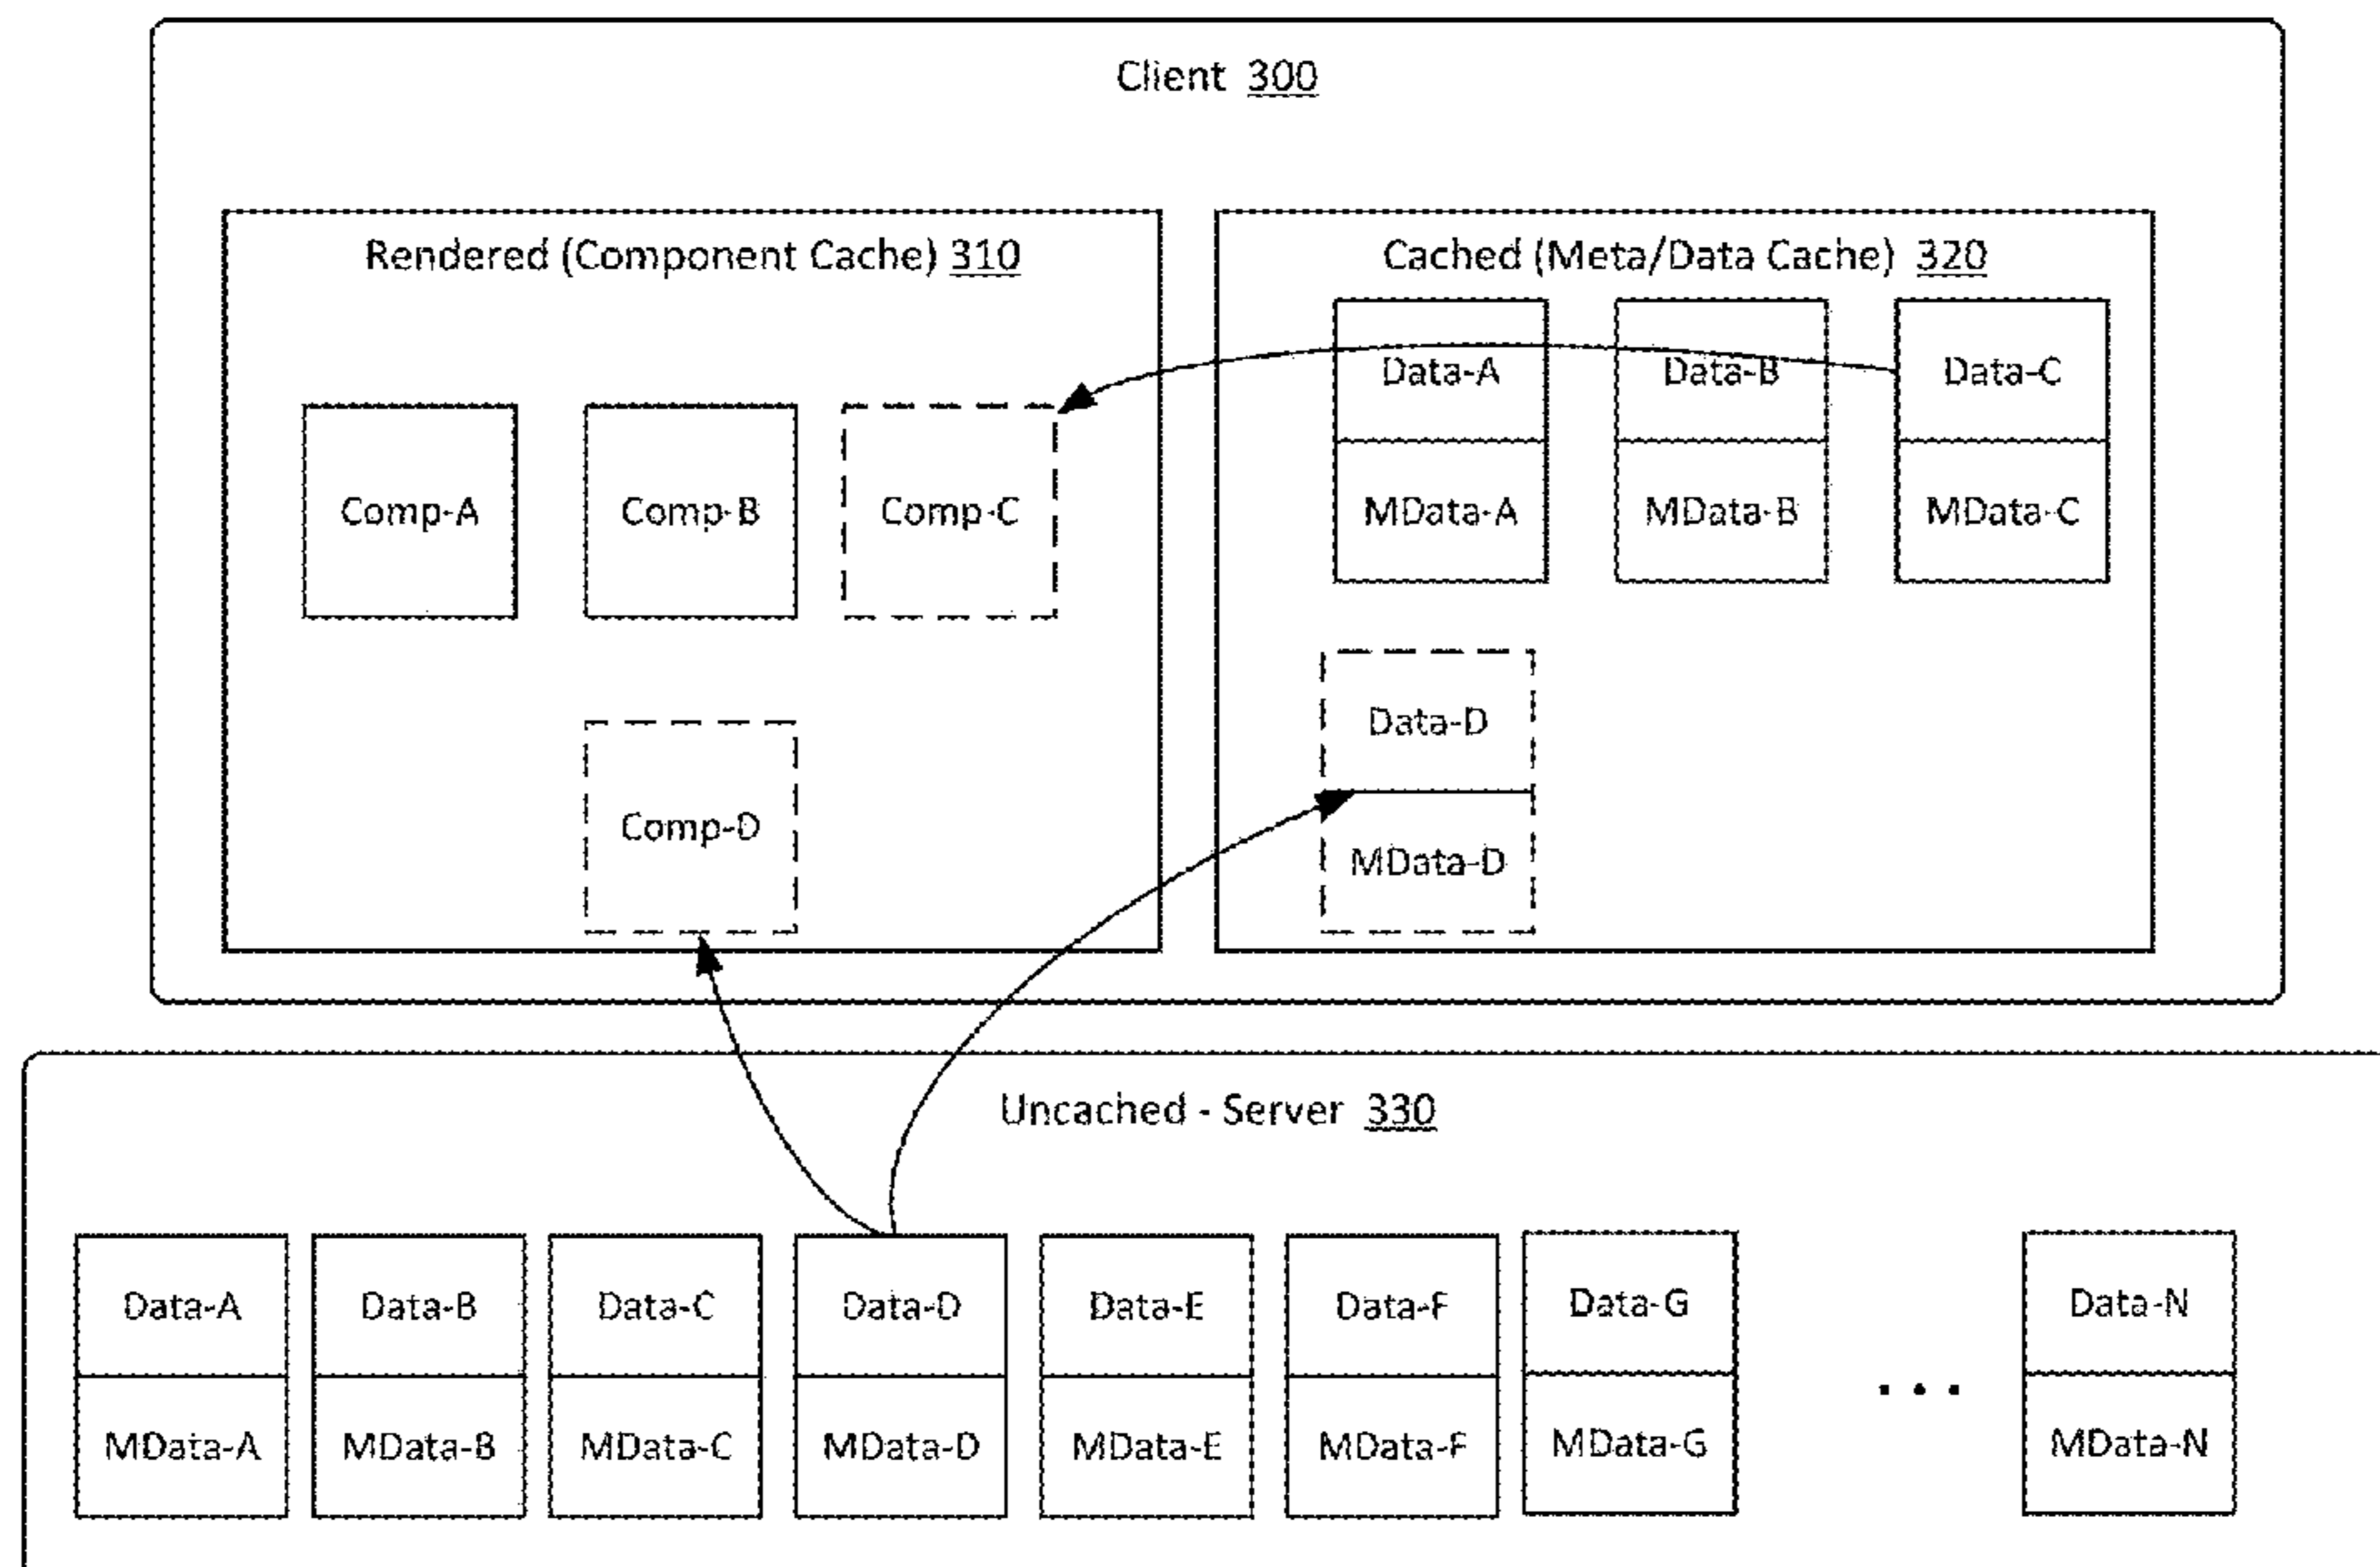 Client 300
Rendered (Component Cache) 310
Cached (Meta/Data Cache) 320
Data-A Data-B Data-C
Comp-A Comp-B Comp-C
MData-A MData-B MData-C
Data-D
Comp-D
MData-D
Uncached - Server 330
Data-A Data-B Data-C Data-D Data-E Data-F Data-G ... Data-N
MData-A MData-B MData-C MData-D MData-E MData-F MData-G MData-N